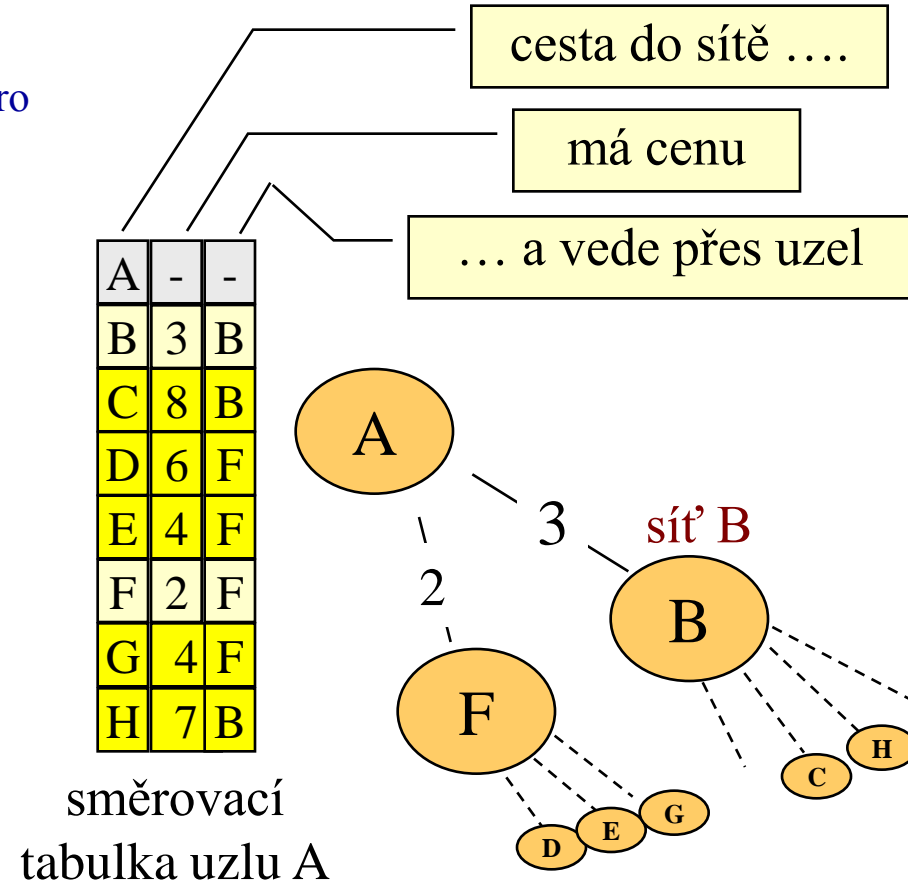 cesta do sítě ….
ro
má cenu
… a vede přes uzel
A - -
B 3 B
C 8 B
D 6 F
E 4 F
F 2 F
G 4 F
H 7 B
A
3
síť B
2
B
F
H
C
G
E
D
směrovací
tabulka uzlu A